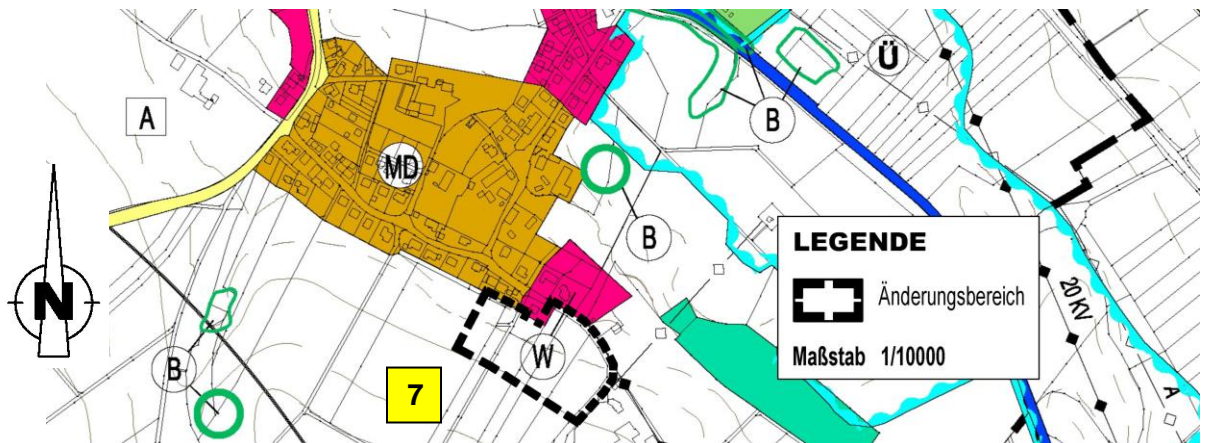 A
MD
Ü
B
B
N
B
7
W
LEGENDE
Änderungsbereich
Maßstab 1/10000
20 KV
A